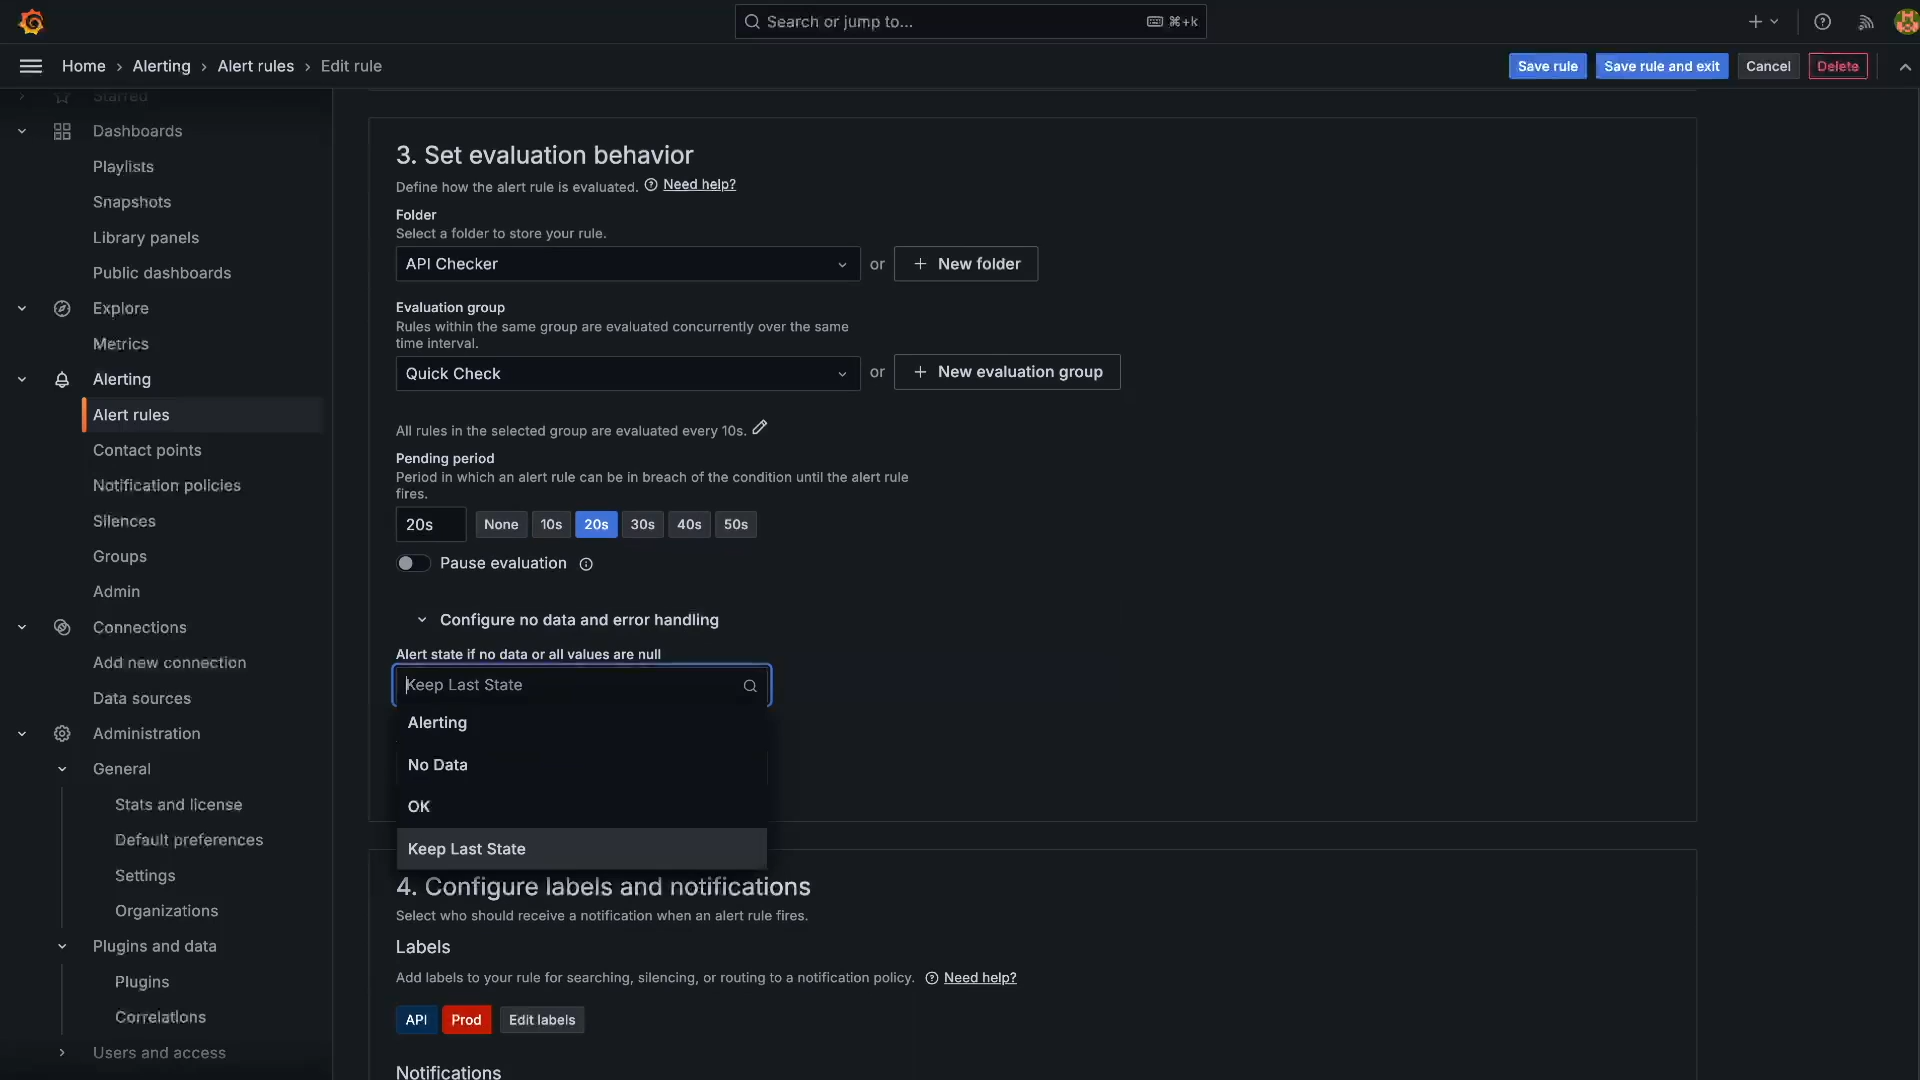 Search or jump to...
⌘+k
Home › Alerting › Alert rules › Edit rule
Save rule
Save rule and exit
Cancel
Delete
Starred
Dashboards
Playlists
Snapshots
Library panels
Public dashboards
Explore
Metrics
Alerting
Alert rules
Contact points
Notification policies
Silences
Groups
Admin
Connections
Add new connection
Data sources
Administration
General
Stats and license
Default preferences
Settings
Organizations
Plugins and data
Plugins
Correlations
Users and access
3. Set evaluation behavior
Define how the alert rule is evaluated. Need help?
Folder
Select a folder to store your rule.
API Checker or + New folder
Evaluation group
Rules within the same group are evaluated concurrently over the same
time interval.
Quick Check or + New evaluation group
All rules in the selected group are evaluated every 10s.
Pending period
Period in which an alert rule can be in breach of the condition until the alert rule
fires.
20s None 10s 20s 30s 40s 50s
Pause evaluation
Configure no data and error handling
Alert state if no data or all values are null
Keep Last State
Alerting
No Data
OK
Keep Last State
4. Configure labels and notifications
Select who should receive a notification when an alert rule fires.
Labels
Add labels to your rule for searching, silencing, or routing to a notification policy. Need help?
API Prod Edit labels
Notifications